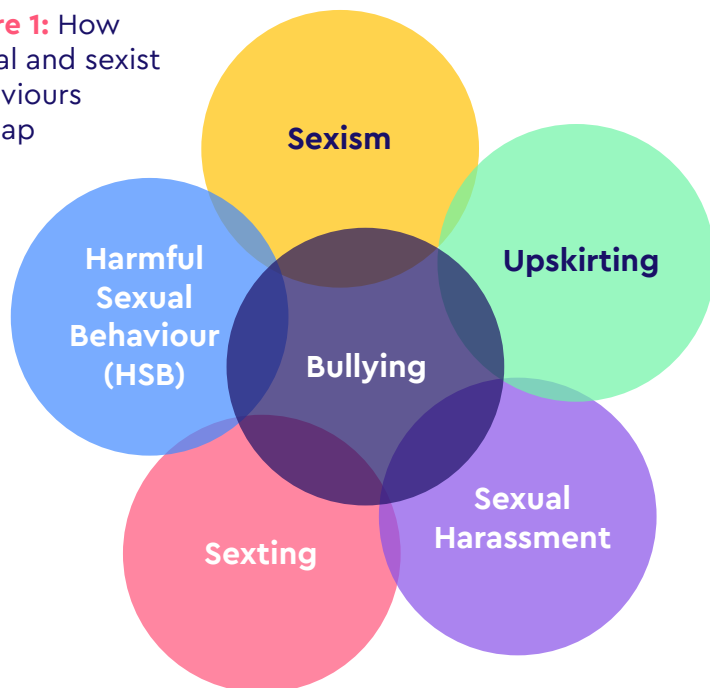 re 1: How
al and sexist
viours
ap
Sexism
Upskirting
Harmful
Sexual
Behaviour
(HSB)
Bullying
Sexual
Harassment
Sexting